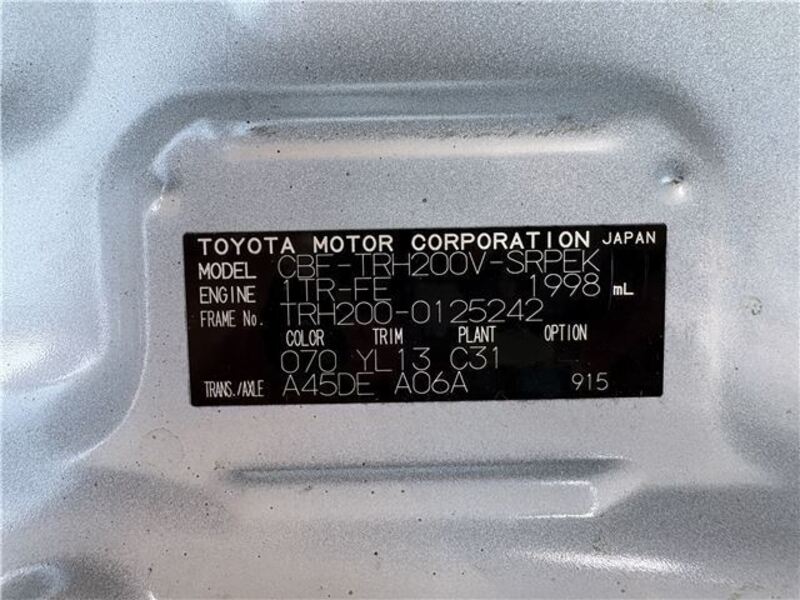 TOYOTA MOTOR CORPORATION JAPAN
MODEL CBF-TRH200V-SRPEK
ENGINE 1TR-FE 1998 mL
FRAME No. TRH200-0125242
COLOR TRIM PLANT OPTION
070 YL13 C31 -
TRANS./AXLE A45DE A06A 915